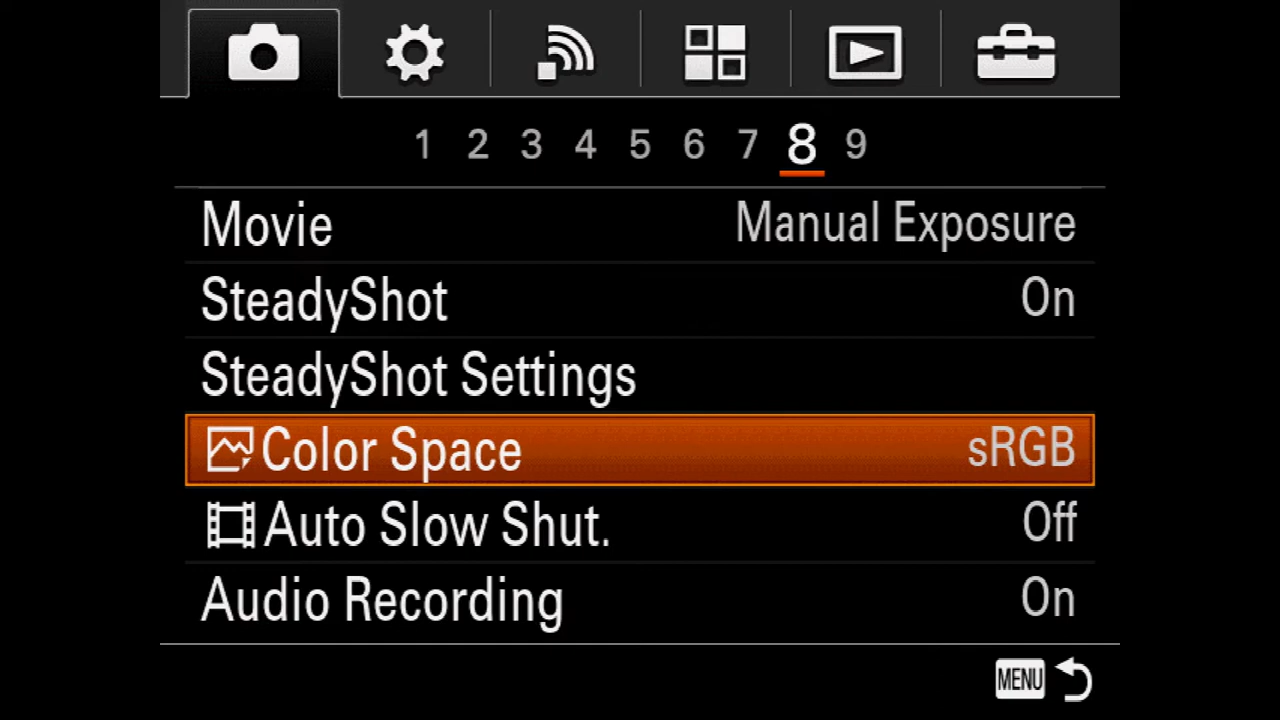 1 2 3 4 5 6 7 8 9
Movie Manual Exposure
SteadyShot On
SteadyShot Settings
Color Space sRGB
Auto Slow Shut. Off
Audio Recording On
MENU